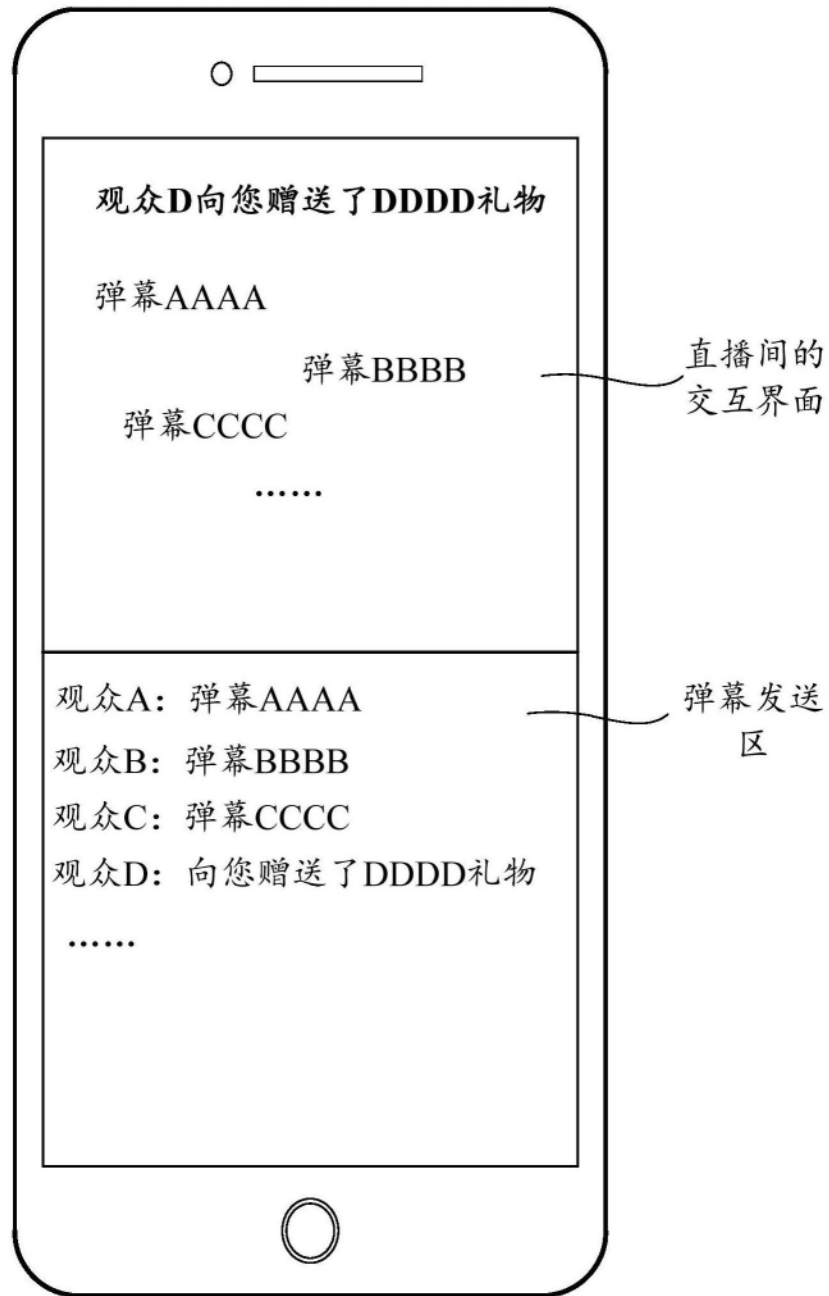 观众D向您赠送了DDDD礼物
弹幕AAAA
弹幕BBBB
弹幕CCCC
……
直播间的
交互界面
观众A：弹幕AAAA
观众B：弹幕BBBB
观众C：弹幕CCCC
观众D：向您赠送了DDDD礼物
……
弹幕发送
区